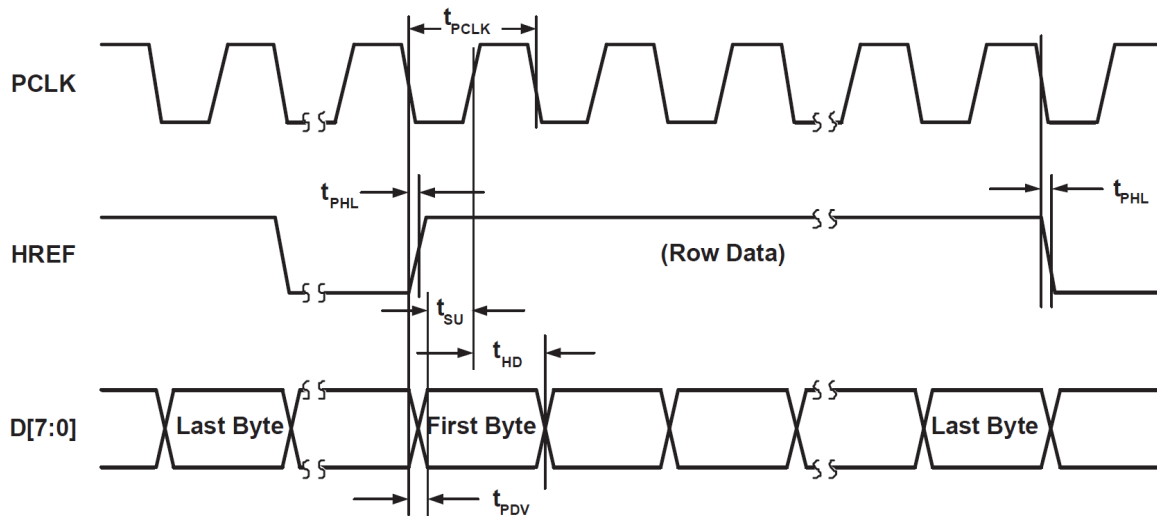 tPCLK
PCLK
tPHL
tPHL
HREF
(Row Data)
tSU
tHD
D[7:0]
Last Byte
First Byte
Last Byte
tPDV